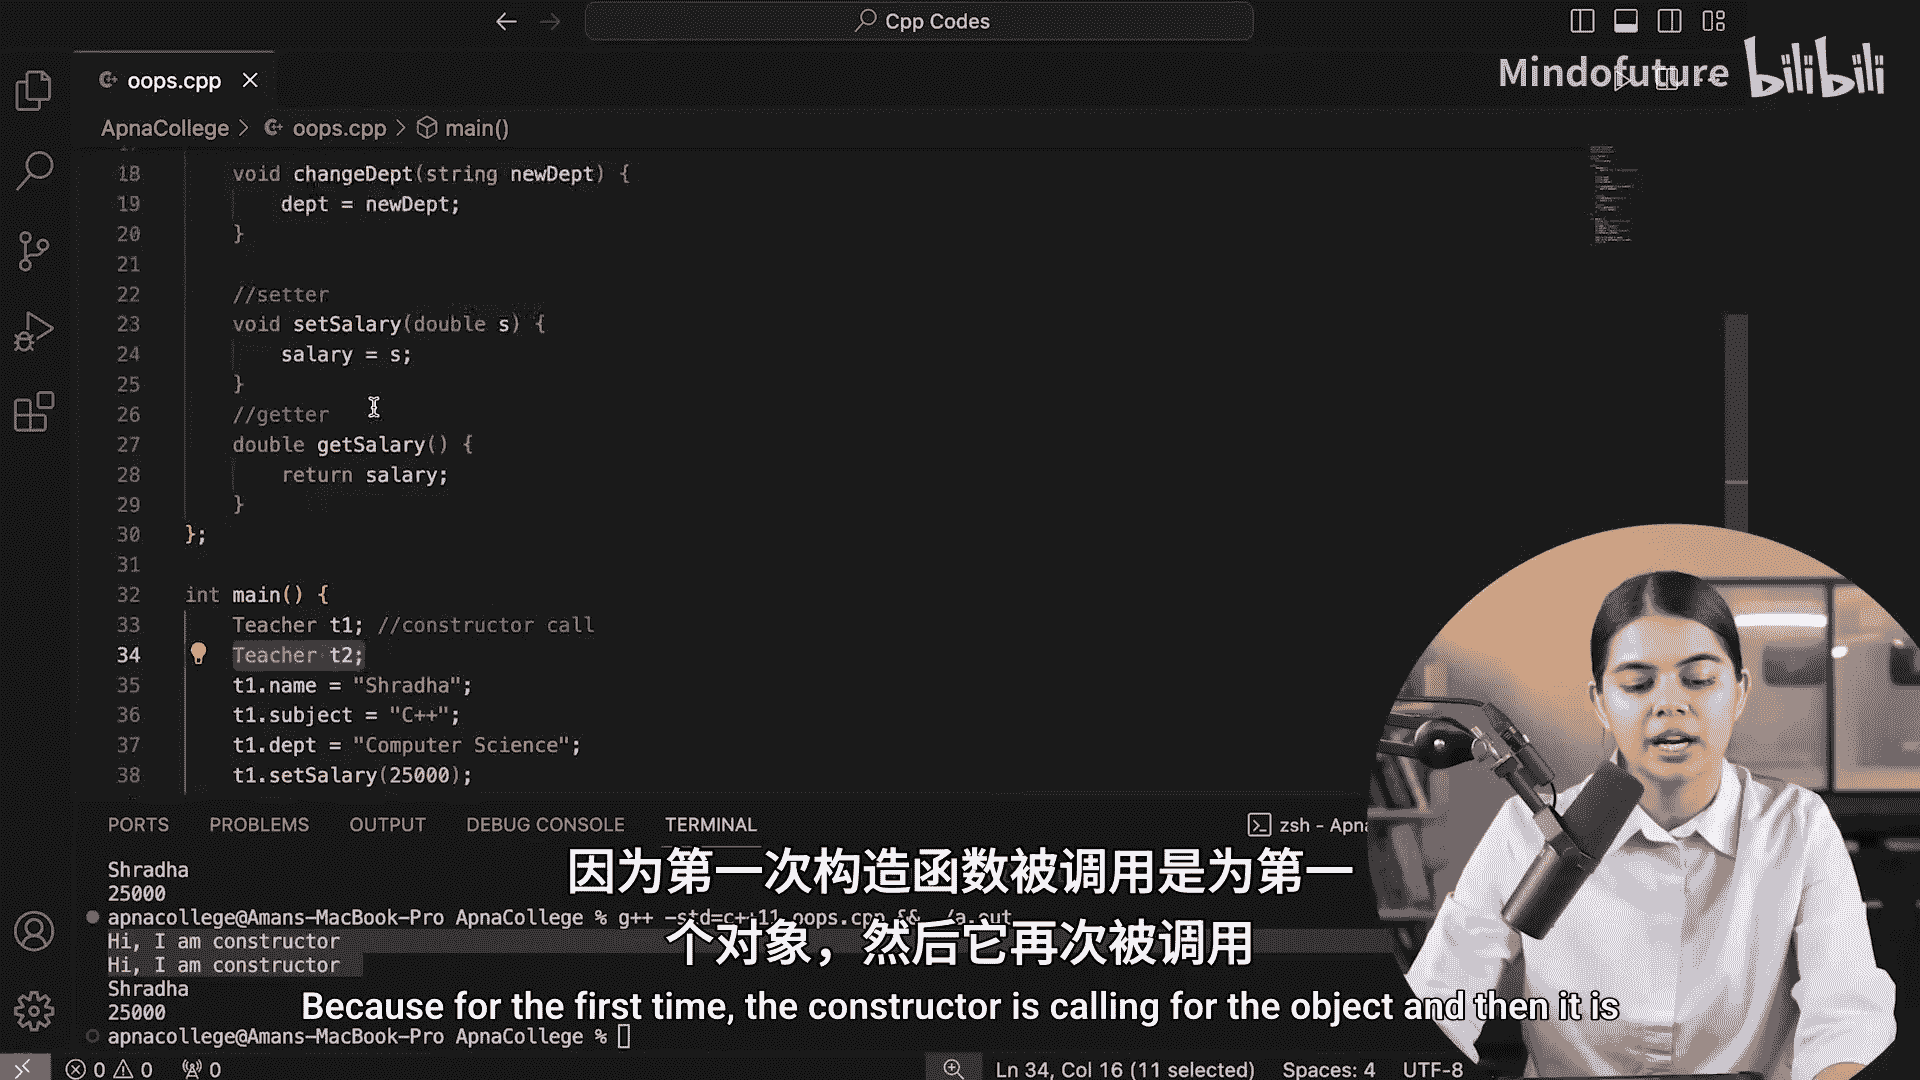 Cpp Codes
oops.cpp
Mindofuture bilibili
ApnaCollege > oops.cpp > main()
18 void changeDept(string newDept) {
19 dept = newDept;
20 }
21
22 //setter
23 void setSalary(double s) {
24 salary = s;
25 }
26 //getter
27 double getSalary() {
28 return salary;
29 }
30 };
31
32 int main() {
33 Teacher t1; //constructor call
34 Teacher t2;
35 t1.name = "Shradha";
36 t1.subject = "C++";
37 t1.dept = "Computer Science";
38 t1.setSalary(25000);
PORTS PROBLEMS OUTPUT DEBUG CONSOLE TERMINAL zsh - Apna
Shradha
25000
apnacollege@Amans-MacBook-Pro ApnaCollege % g++ -std=c++11 oops.cpp && ./a.out
Hi, I am constructor
Hi, I am constructor
Shradha
25000
apnacollege@Amans-MacBook-Pro ApnaCollege %
因为第一次构造函数被调用是为第一
个对象，然后它再次被调用
Because for the first time, the constructor is calling for the object and then it is
0 0 0 Ln 34, Col 16 (11 selected) Spaces: 4 UTF-8